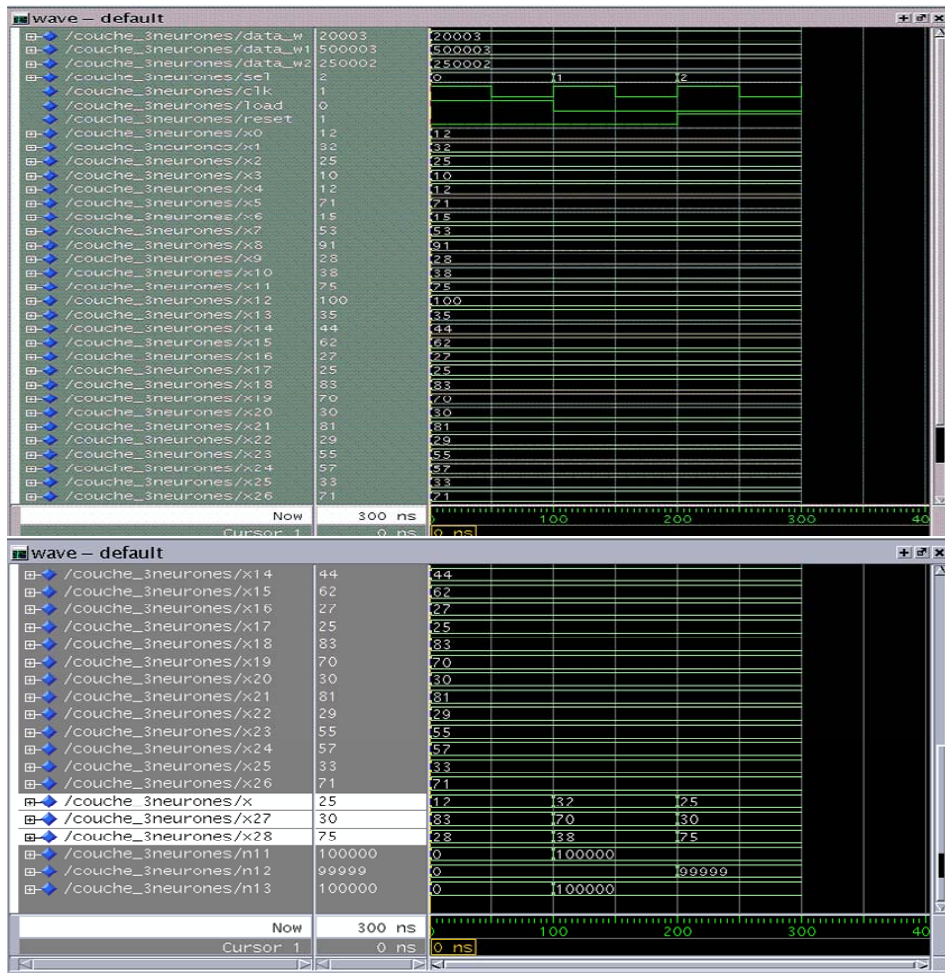 wave – default
/couche_3neurones/data_w 20003 20003
/couche_3neurones/data_w1 500003 500003
/couche_3neurones/data_w2 250002 250002
/couche_3neurones/sel 2 0 1 2
/couche_3neurones/clk 1
/couche_3neurones/load 0
/couche_3neurones/reset 1
/couche_3neurones/x0 12 12
/couche_3neurones/x1 32 32
/couche_3neurones/x2 25 25
/couche_3neurones/x3 10 10
/couche_3neurones/x4 12 12
/couche_3neurones/x5 71 71
/couche_3neurones/x6 15 15
/couche_3neurones/x7 53 53
/couche_3neurones/x8 91 91
/couche_3neurones/x9 28 28
/couche_3neurones/x10 38 38
/couche_3neurones/x11 75 75
/couche_3neurones/x12 100 100
/couche_3neurones/x13 35 35
/couche_3neurones/x14 44 44
/couche_3neurones/x15 62 62
/couche_3neurones/x16 27 27
/couche_3neurones/x17 25 25
/couche_3neurones/x18 83 83
/couche_3neurones/x19 70 70
/couche_3neurones/x20 30 30
/couche_3neurones/x21 81 81
/couche_3neurones/x22 29 29
/couche_3neurones/x23 55 55
/couche_3neurones/x24 57 57
/couche_3neurones/x25 33 33
/couche_3neurones/x26 71 71
Now 300 ns 100 200 300 40
Cursor 1 0 ns 0 ns
wave – default
/couche_3neurones/x14 44 44
/couche_3neurones/x15 62 62
/couche_3neurones/x16 27 27
/couche_3neurones/x17 25 25
/couche_3neurones/x18 83 83
/couche_3neurones/x19 70 70
/couche_3neurones/x20 30 30
/couche_3neurones/x21 81 81
/couche_3neurones/x22 29 29
/couche_3neurones/x23 55 55
/couche_3neurones/x24 57 57
/couche_3neurones/x25 33 33
/couche_3neurones/x26 71 71
/couche_3neurones/x 25 12 32 25
/couche_3neurones/x27 30 83 70 30
/couche_3neurones/x28 75 28 38 75
/couche_3neurones/n11 100000 0 100000
/couche_3neurones/n12 99999 0 99999
/couche_3neurones/n13 100000 0 100000
Now 300 ns 100 200 300 40
Cursor 1 0 ns 0 ns